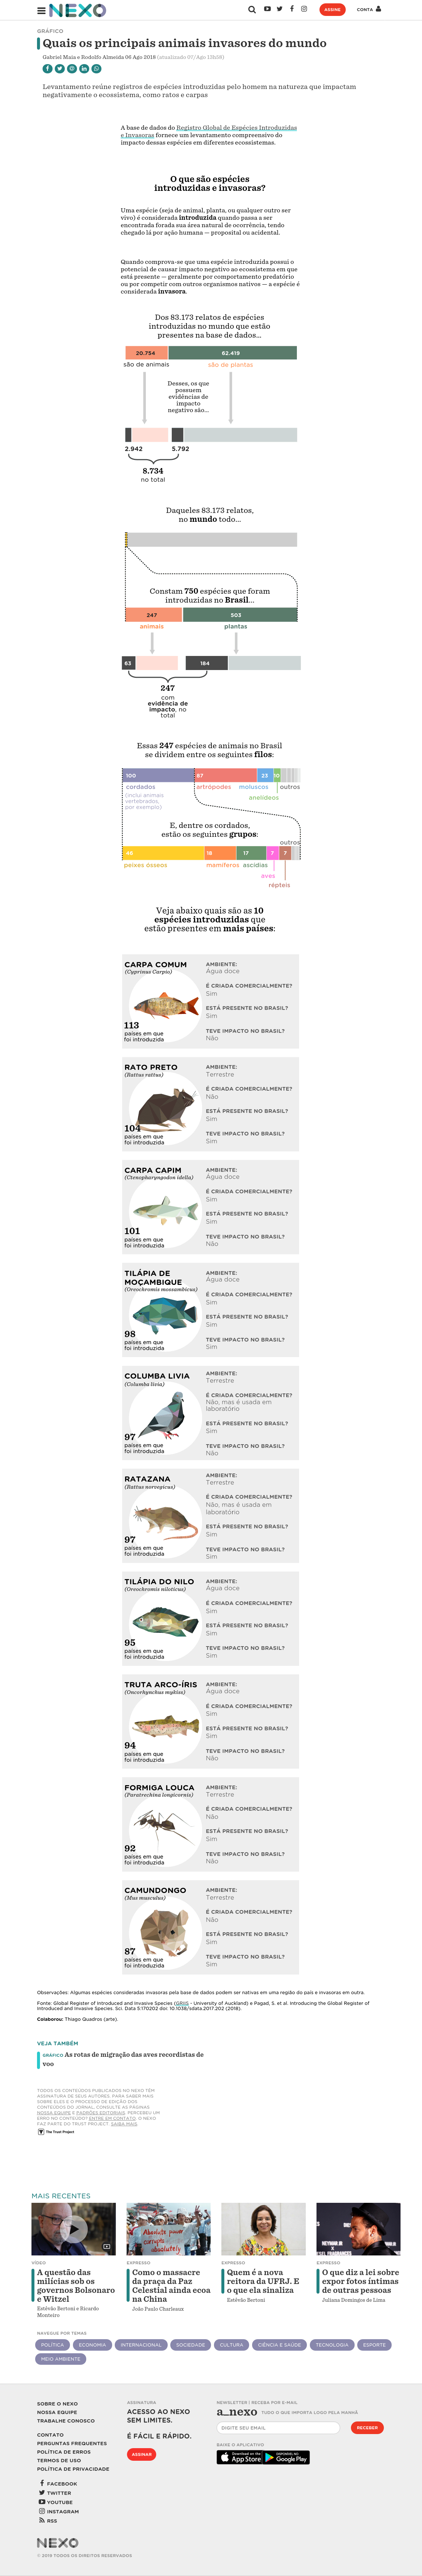 NEXO
ASSINE
CONTA
GRÁFICO
Quais os principais animais invasores do mundo
Gabriel Maia e Rodolfo Almeida 06 Ago 2018 (atualizado 07/Ago 13h08)
Levantamento reúne registros de espécies introduzidas pelo homem na natureza que impactam
negativamente o ecossistema, como ratos e carpas
A base de dados do Registro Global de Espécies Introduzidas
e Invasoras fornece um levantamento compreensivo do
impacto dessas espécies em diferentes ecossistemas.
O que são espécies
introduzidas e invasoras?
Uma espécie (seja de animal, planta, ou qualquer outro ser
vivo) é considerada introduzida quando passa a ser
encontrada forada sua área natural de ocorrência, tendo
chegado lá por ação humana — proposital ou acidental.
Quando comprova-se que uma espécie introduzida possui o
potencial de causar impacto negativo ao ecossistema em que
está presente — geralmente por comportamento predatório
ou por competir com outros organismos nativos — a espécie é
considerada invasora.
Dos 83.173 relatos de espécies
introduzidas no mundo que estão
presentes na base de dados...
20.754
62.419
são de animais
são de plantas
Desses, os que
possuem
evidências de
impacto
negativo são...
2.942
5.792
8.734
no total
Daqueles 83.173 relatos,
no mundo todo...
Constam 750 espécies que foram
introduzidas no Brasil...
247
503
animais
plantas
63
184
247
com
evidência de
impacto, no
total
Essas 247 espécies de animais no Brasil
se dividem entre os seguintes filos:
100
87
23
10
cordados
artrópodes
moluscos
outros
(inclui animais
vertebrados,
por exemplo)
anelídeos
E, dentre os cordados,
estão os seguintes grupos:
outros
46
18
17
7
7
peixes ósseos
mamíferos
ascídias
aves
répteis
Veja abaixo quais são as 10
espécies introduzidas que
estão presentes em mais países:
CARPA COMUM
(Cyprinus Carpio)
113
países em que
foi introduzida
AMBIENTE:
Água doce
É CRIADA COMERCIALMENTE?
Sim
ESTÁ PRESENTE NO BRASIL?
Sim
TEVE IMPACTO NO BRASIL?
Não
RATO PRETO
(Rattus rattus)
104
países em que
foi introduzida
AMBIENTE:
Terrestre
É CRIADA COMERCIALMENTE?
Não
ESTÁ PRESENTE NO BRASIL?
Sim
TEVE IMPACTO NO BRASIL?
Sim
CARPA CAPIM
(Ctenopharyngodon idella)
101
países em que
foi introduzida
AMBIENTE:
Água doce
É CRIADA COMERCIALMENTE?
Sim
ESTÁ PRESENTE NO BRASIL?
Sim
TEVE IMPACTO NO BRASIL?
Não
TILÁPIA DE
MOÇAMBIQUE
(Oreochromis mossambicus)
98
países em que
foi introduzida
AMBIENTE:
Água doce
É CRIADA COMERCIALMENTE?
Sim
ESTÁ PRESENTE NO BRASIL?
Sim
TEVE IMPACTO NO BRASIL?
Sim
COLUMBA LIVIA
(Columba livia)
97
países em que
foi introduzida
AMBIENTE:
Terrestre
É CRIADA COMERCIALMENTE?
Não, mas é usada em
laboratório
ESTÁ PRESENTE NO BRASIL?
Sim
TEVE IMPACTO NO BRASIL?
Não
RATAZANA
(Rattus norvegicus)
97
países em que
foi introduzida
AMBIENTE:
Terrestre
É CRIADA COMERCIALMENTE?
Não, mas é usada em
laboratório
ESTÁ PRESENTE NO BRASIL?
Sim
TEVE IMPACTO NO BRASIL?
Sim
TILÁPIA DO NILO
(Oreochromis niloticus)
95
países em que
foi introduzida
AMBIENTE:
Água doce
É CRIADA COMERCIALMENTE?
Sim
ESTÁ PRESENTE NO BRASIL?
Sim
TEVE IMPACTO NO BRASIL?
Sim
TRUTA ARCO-ÍRIS
(Oncorhynchus mykiss)
94
países em que
foi introduzida
AMBIENTE:
Água doce
É CRIADA COMERCIALMENTE?
Sim
ESTÁ PRESENTE NO BRASIL?
Sim
TEVE IMPACTO NO BRASIL?
Não
FORMIGA LOUCA
(Paratrechina longicornis)
92
países em que
foi introduzida
AMBIENTE:
Terrestre
É CRIADA COMERCIALMENTE?
Não
ESTÁ PRESENTE NO BRASIL?
Sim
TEVE IMPACTO NO BRASIL?
Não
CAMUNDONGO
(Mus musculus)
87
países em que
foi introduzida
AMBIENTE:
Terrestre
É CRIADA COMERCIALMENTE?
Não
ESTÁ PRESENTE NO BRASIL?
Sim
TEVE IMPACTO NO BRASIL?
Sim
Observações: Algumas espécies consideradas invasoras pela base de dados podem ser nativas em uma região do país e invasoras em outra.
Fonte: Global Register of Introduced and Invasive Species (GRIIS - University of Auckland) e Pagad, S. et al. Introducing the Global Register of
Introduced and Invasive Species. Sci. Data 5:170202 doi: 10.1038/sdata.2017.202 (2018).
Colaborou: Thiago Quadros (arte).
VEJA TAMBÉM
GRÁFICO As rotas de migração das aves recordistas de
voo
TODOS OS CONTEÚDOS PUBLICADOS NO NEXO TÊM
ASSINATURA DE SEUS AUTORES. PARA SABER MAIS
SOBRE ELES E O PROCESSO DE EDIÇÃO DOS
CONTEÚDOS DO JORNAL, CONSULTE AS PÁGINAS
NOSSA EQUIPE E PADRÕES EDITORIAIS. PERCEBEU UM
ERRO NO CONTEÚDO? ENTRE EM CONTATO. O NEXO
FAZ PARTE DO TRUST PROJECT. SAIBA MAIS.
The Trust Project
MAIS RECENTES
VÍDEO
A questão das
milícias sob os
governos Bolsonaro
e Witzel
Estêvão Bertoni e Ricardo
Monteiro
Absolute power
corrupts
absolutely
EXPRESSO
Como o massacre
da praça da Paz
Celestial ainda ecoa
na China
João Paulo Charleaux
EXPRESSO
Quem é a nova
reitora da UFRJ. E
o que ela sinaliza
Estêvão Bertoni
NEYMAR JR
EXPRESSO
O que diz a lei sobre
expor fotos íntimas
de outras pessoas
Juliana Domingos de Lima
NAVEGUE POR TEMAS
POLÍTICA
ECONOMIA
INTERNACIONAL
SOCIEDADE
CULTURA
CIÊNCIA E SAÚDE
TECNOLOGIA
ESPORTE
MEIO AMBIENTE
SOBRE O NEXO
NOSSA EQUIPE
TRABALHE CONOSCO
CONTATO
PERGUNTAS FREQUENTES
POLÍTICA DE ERROS
TERMOS DE USO
POLÍTICA DE PRIVACIDADE
FACEBOOK
TWITTER
YOUTUBE
INSTAGRAM
RSS
ASSINATURA
ACESSO AO NEXO
SEM LIMITES.
É FÁCIL E RÁPIDO.
ASSINAR
NEWSLETTER | RECEBA POR E-MAIL
a_nexo TUDO O QUE IMPORTA LOGO PELA MANHÃ
DIGITE SEU EMAIL
RECEBER
BAIXE O APLICATIVO
Download on the
App Store
DISPONÍVEL NO
Google Play
NEXO
© 2019 TODOS OS DIREITOS RESERVADOS